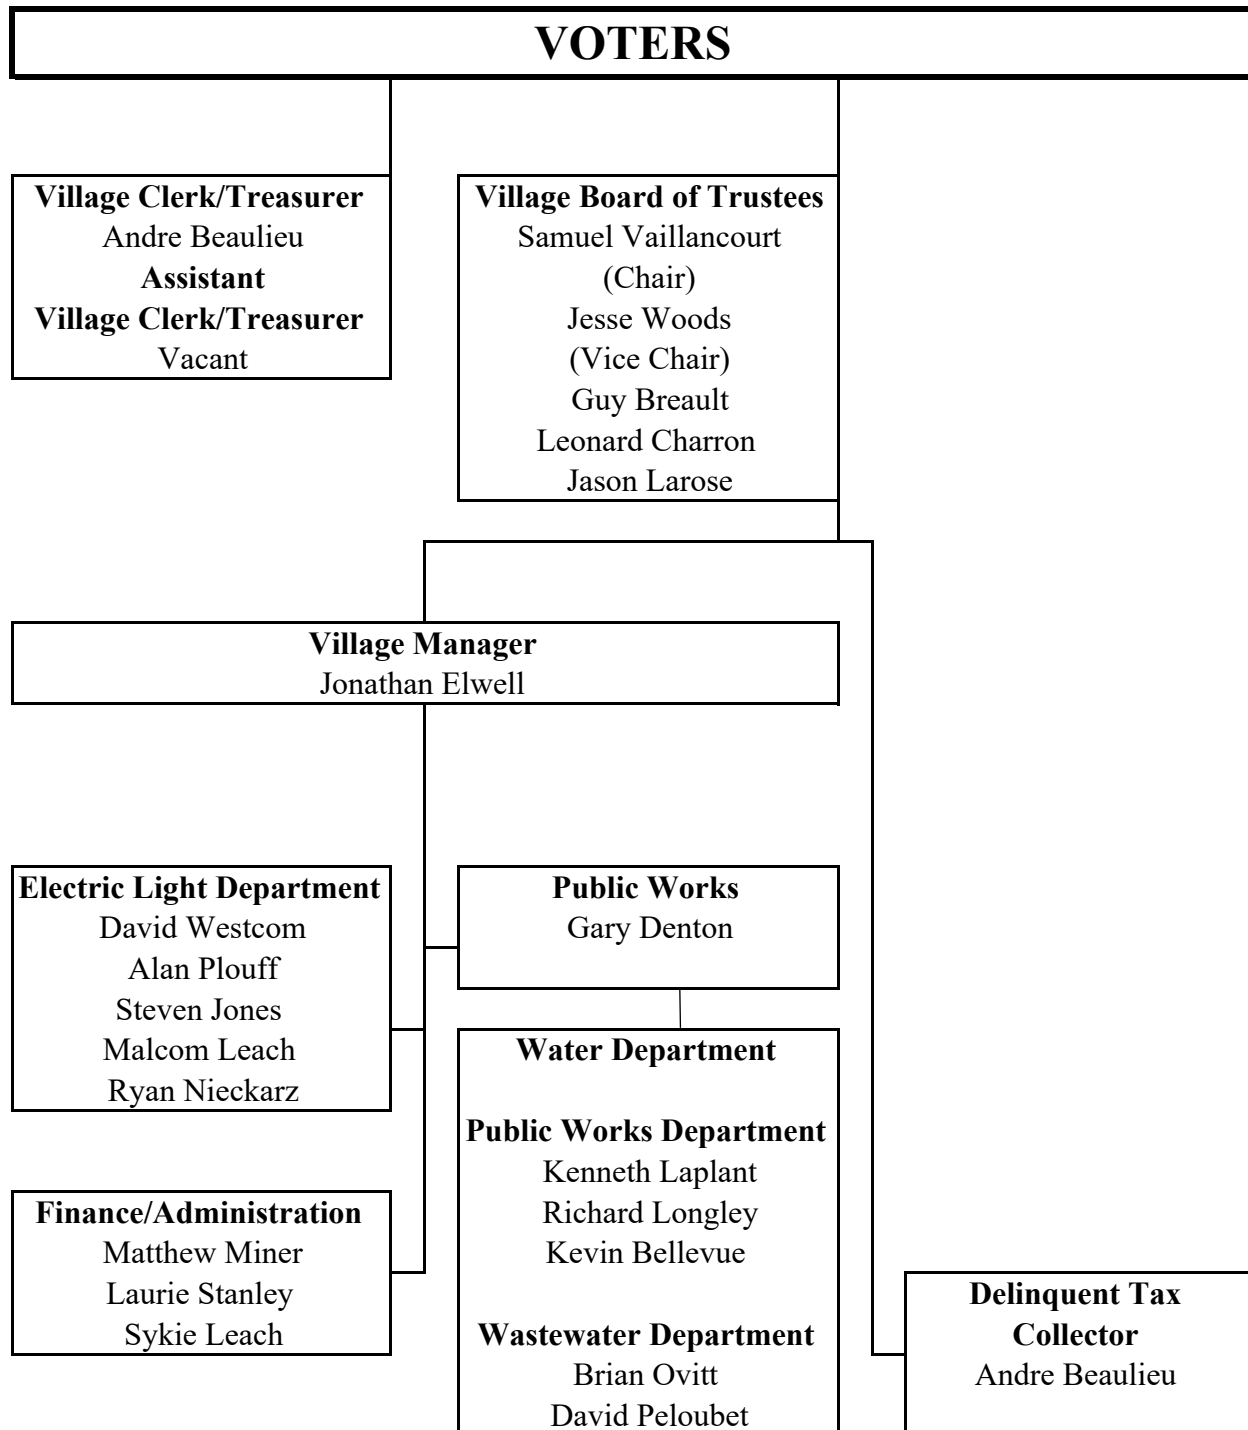 VOTERS
Village Clerk/Treasurer
Andre Beaulieu
Assistant
Village Clerk/Treasurer
Vacant
Village Board of Trustees
Samuel Vaillancourt
(Chair)
Jesse Woods
(Vice Chair)
Guy Breault
Leonard Charron
Jason Larose
Village Manager
Jonathan Elwell
Electric Light Department
David Westcom
Alan Plouff
Steven Jones
Malcom Leach
Ryan Nieckarz
Public Works
Gary Denton
Finance/Administration
Matthew Miner
Laurie Stanley
Sykie Leach
Water Department
Public Works Department
Kenneth Laplant
Richard Longley
Kevin Bellevue
Wastewater Department
Brian Ovitt
David Peloubet
Delinquent Tax
Collector
Andre Beaulieu